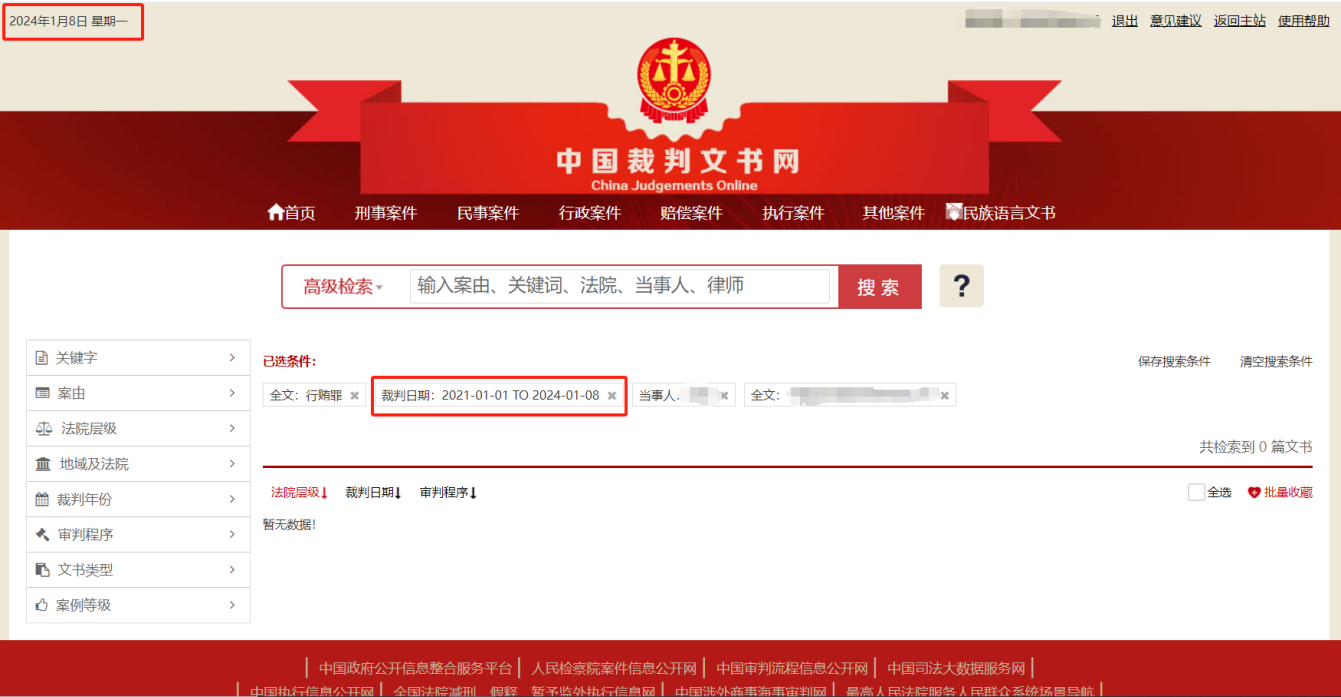 2024年1月8日 星期一
退出 意见建议 返回主站 使用帮助
中国裁判文书网
China Judgements Online
首页 刑事案件 民事案件 行政案件 赔偿案件 执行案件 其他案件 民族语言文书
高级检索 输入案由、关键词、法院、当事人、律师 搜索 ?
关键字
案由
法院层级
地域及法院
裁判年份
审判程序
文书类型
案例等级
已选条件:
保存搜索条件 清空搜索条件
全文：行贿罪 × 裁判日期：2021-01-01 TO 2024-01-08 × 当事人 × 全文： ×
共检索到 0 篇文书
法院层级↓ 裁判日期↓ 审判程序↓ 全选 批量收藏
暂无数据!
中国政府公开信息整合服务平台 | 人民检察院案件信息公开网 | 中国审判流程信息公开网 | 中国司法大数据服务网 |
中国执行信息公开网 | 全国法院减刑、假释、暂予监外执行信息网 | 中国涉外商事海事审判网 | 最高人民法院服务人民群众系统场景导航 |